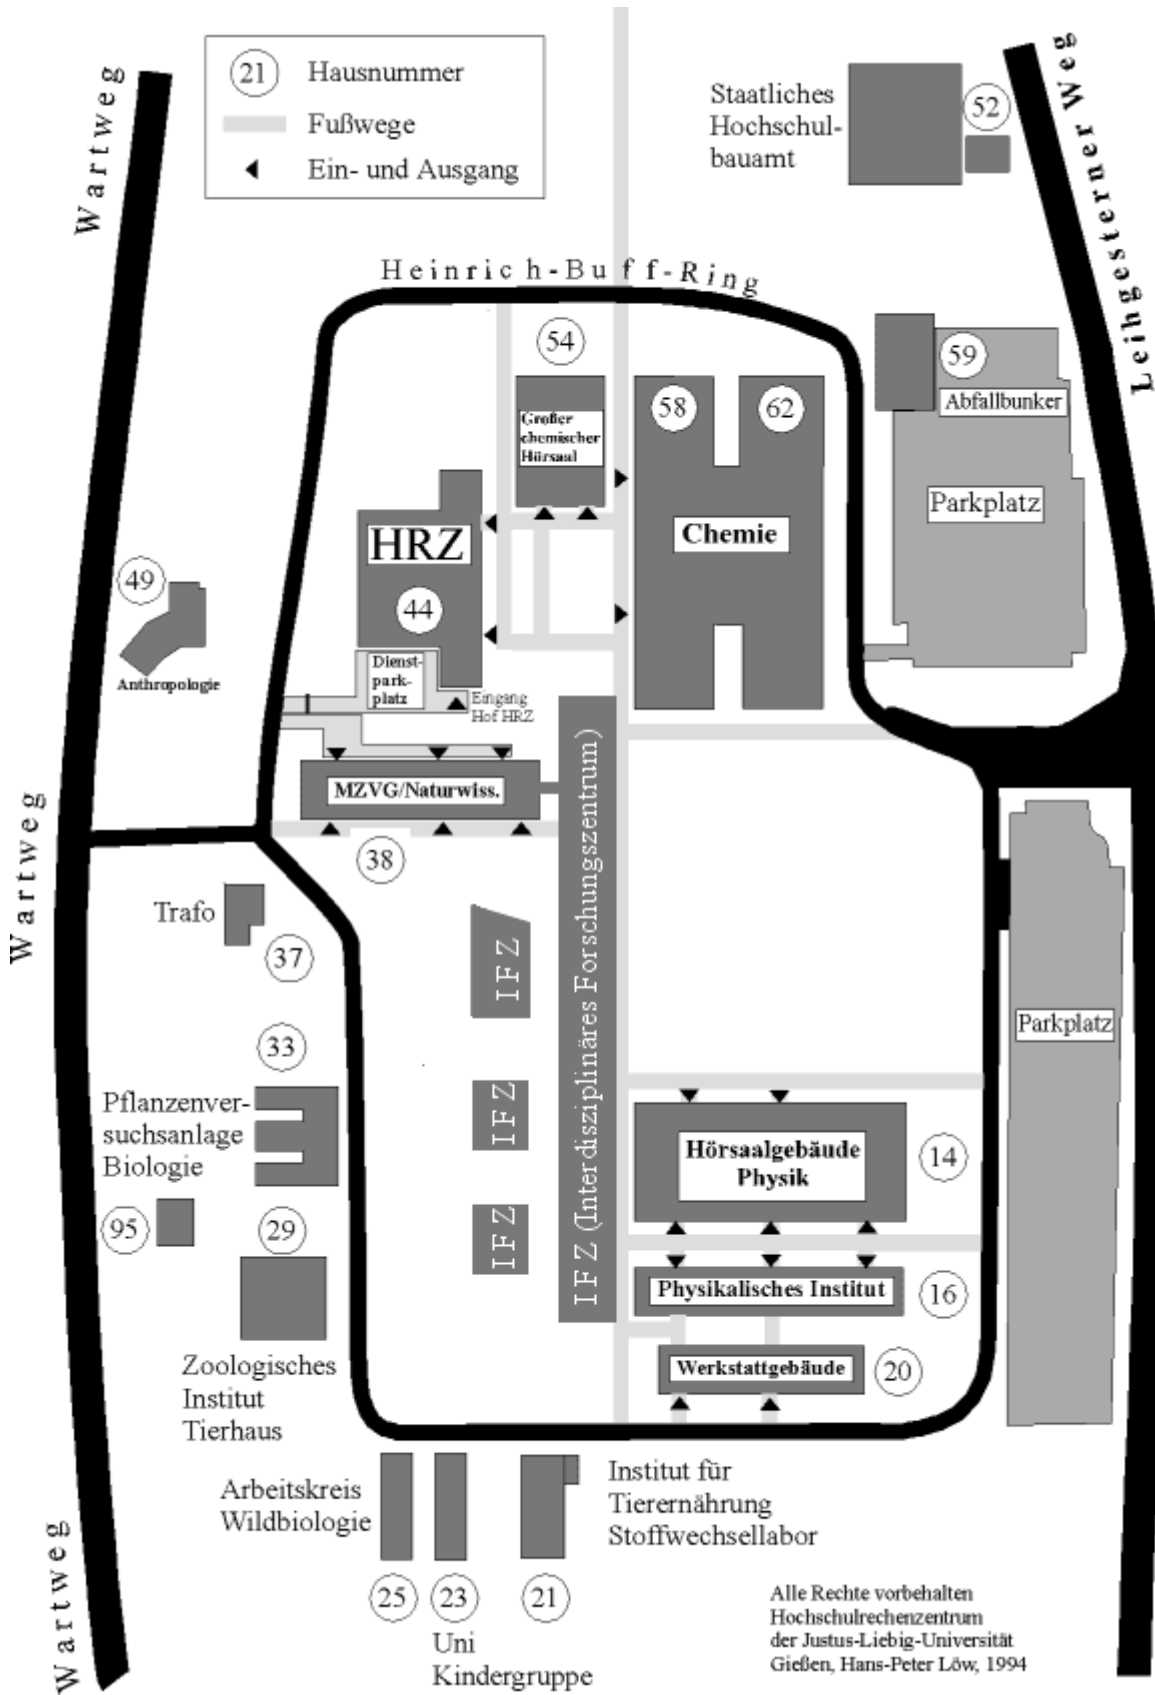 21 Hausnummer
Fußwege
Ein- und Ausgang
Wartweg
Staatliches
Hochschul-
bauamt
52
Leihgesterner Weg
Heinrich-Buff-Ring
54
Großer
chemischer
Hörsaal
58
62
59
Abfallbunker
Parkplatz
Chemie
HRZ
44
49
Anthropologie
Dienst-
park-
platz
Eingang
Hof HRZ
MZVG/Naturwiss.
38
Wartweg
IFZ (Interdisziplinäres Forschungszentrum)
Trafo
37
IFZ
Parkplatz
33
Pflanzenver-
suchsanlage
Biologie
IFZ
Hörsaalgebäude
Physik
14
95
29
IFZ
Physikalisches Institut
16
Zoologisches
Institut
Tierhaus
Werkstattgebäude
20
Arbeitskreis
Wildbiologie
Institut für
Tierernährung
Stoffwechsellabor
Wartweg
25
23
21
Uni
Kindergruppe
Alle Rechte vorbehalten
Hochschulrechenzentrum
der Justus-Liebig-Universität
Gießen, Hans-Peter Löw, 1994